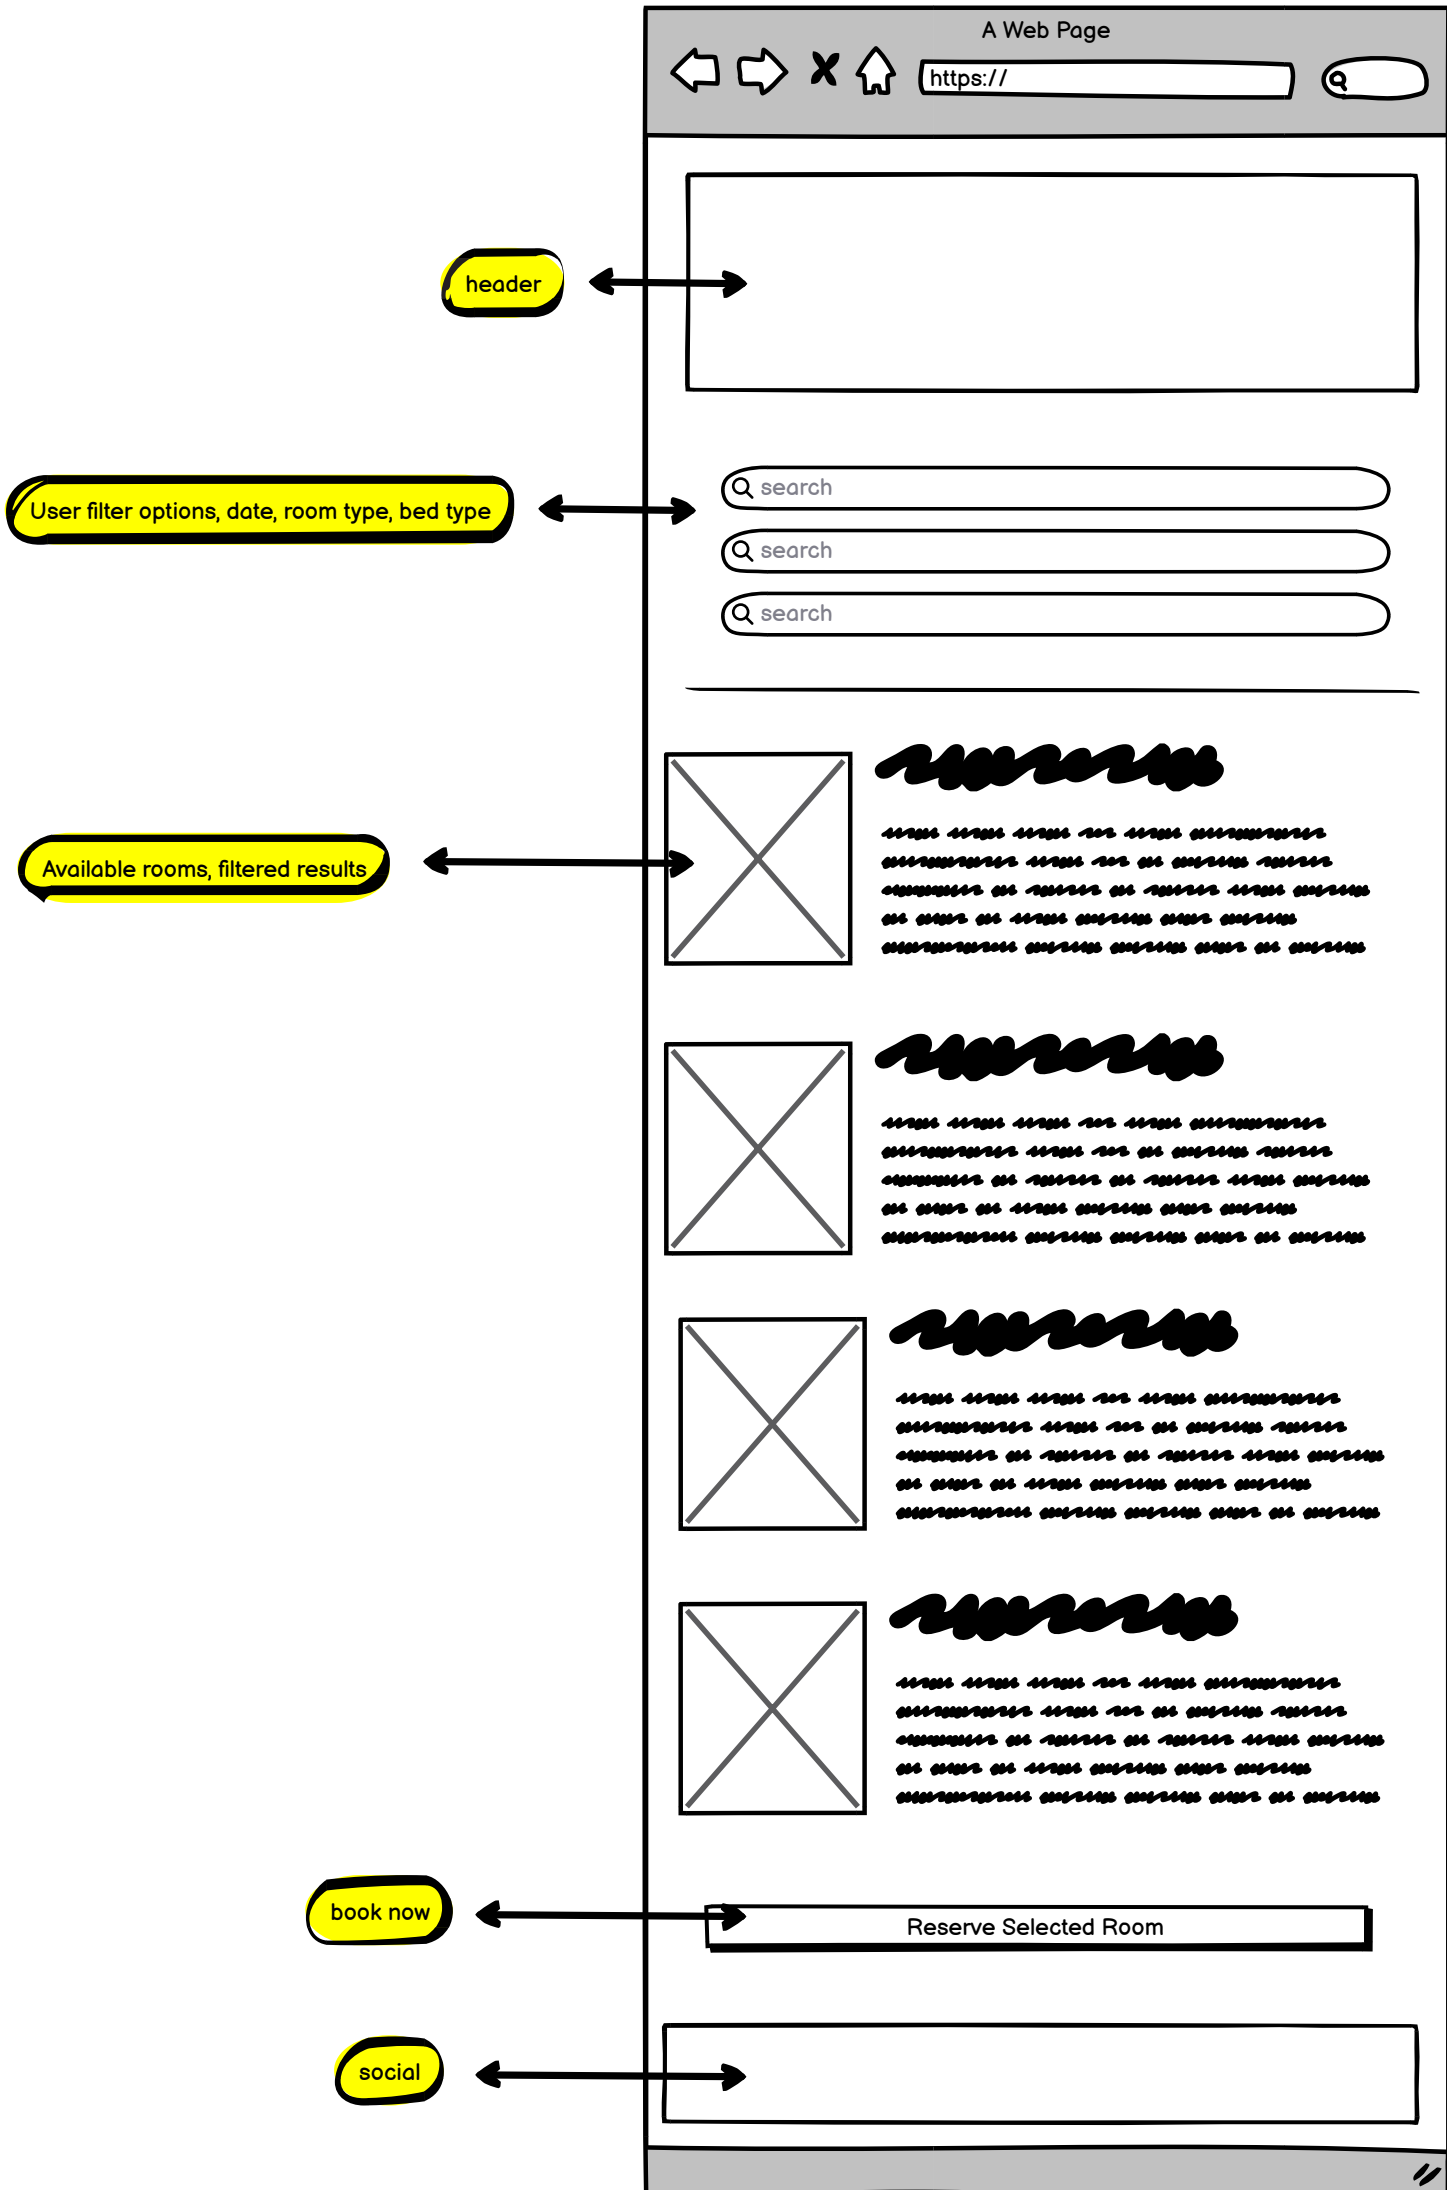 A Web Page
https://
header
User filter options, date, room type, bed type
search
search
search
Available rooms, filtered results
book now
Reserve Selected Room
social